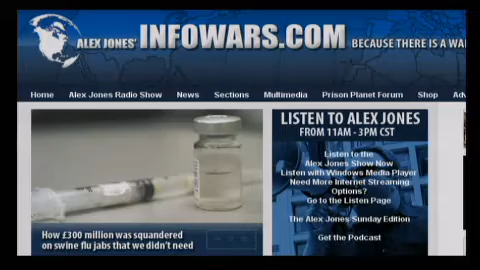 ALEX JONES' INFOWARS.COM BECAUSE THERE IS A WA
Home Alex Jones Radio Show News Sections Multimedia Prison Planet Forum Shop Adv
LISTEN TO ALEX JONES
FROM 11AM - 3PM CST
Listen to the
Alex Jones Show Now
Listen with Windows Media Player
Need More Internet Streaming
Options?
Go to the Listen Page
The Alex Jones Sunday Edition
Get the Podcast
How £300 million was squandered
on swine flu jabs that we didn't need